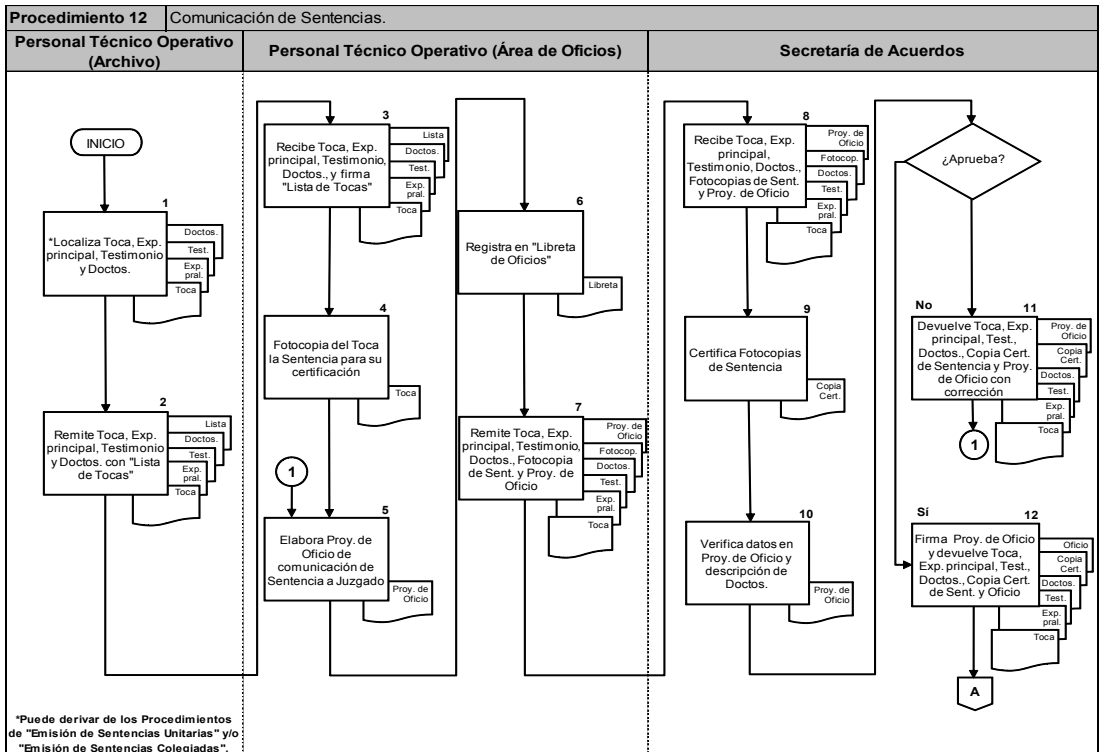 Procedimiento 12
Comunicación de Sentencias.
Personal Técnico Operativo
(Archivo)
Personal Técnico Operativo (Área de Oficios)
Secretaría de Acuerdos
INICIO
1
*Localiza Toca, Exp.
principal, Testimonio
y Doctos.
Doctos.
Test.
Exp.
pral.
Toca
2
Remite Toca, Exp.
principal, Testimonio
y Doctos. con "Lista
de Tocas"
Lista
Doctos.
Test.
Exp.
pral.
Toca
*Puede derivar de los Procedimientos
de "Emisión de Sentencias Unitarias" y/o
"Emisión de Sentencias Colegiadas".
3
Recibe Toca, Exp.
principal, Testimonio,
Doctos., y firma
"Lista de Tocas"
Lista
Doctos.
Test.
Exp.
pral.
Toca
4
Fotocopia del Toca
la Sentencia para su
certificación
Toca
1
5
Elabora Proy. de
Oficio de
comunicación de
Sentencia a Juzgado
Proy. de
Oficio
6
Registra en "Libreta
de Oficios"
Libreta
7
Remite Toca, Exp.
principal, Testimonio,
Doctos., Fotocopia
de Sent. y Proy. de
Oficio
Proy. de
Oficio
Fotocop.
Doctos.
Test.
Exp.
pral.
Toca
8
Recibe Toca, Exp.
principal,
Testimonio, Doctos.,
Fotocopias de Sent.
y Proy. de Oficio
Proy. de
Oficio
Fotocop.
Doctos.
Test.
Exp.
pral.
Toca
9
Certifica Fotocopias
de Sentencia
Copia
Cert.
10
Verifica datos en
Proy. de Oficio y
descripción de
Doctos.
Proy. de
Oficio
¿Aprueba?
No
11
Devuelve Toca, Exp.
principal, Test.,
Doctos., Copia Cert.
de Sentencia y Proy.
de Oficio con
corrección
Proy. de
Oficio
Copia
Cert.
Doctos.
Test.
Exp.
pral.
Toca
1
Sí
12
Firma Proy. de Oficio
y devuelve Toca,
Exp. principal, Test.,
Doctos., Copia Cert.
de Sent. y Oficio
Oficio
Copia
Cert.
Doctos.
Test.
Exp.
pral.
Toca
A